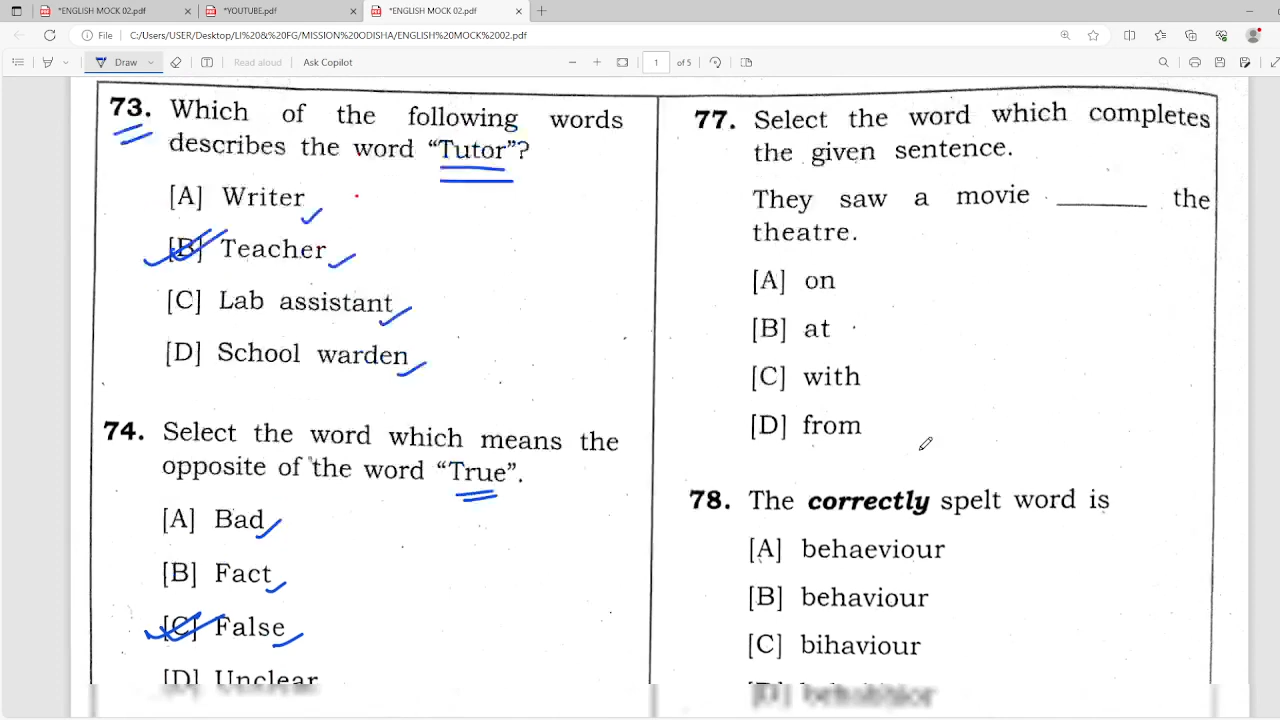 *ENGLISH MOCK 02.pdf
*YOUTUBE.pdf
*ENGLISH MOCK 02.pdf
File
C:/Users/USER/Desktop/LI%20&%20FG/MISSION%20ODISHA/ENGLISH%20MOCK%2002.pdf
Draw
Read aloud
Ask Copilot
1 of 5
73. Which of the following words
describes the word “Tutor”?
[A] Writer
[B] Teacher
[C] Lab assistant
[D] School warden
74. Select the word which means the
opposite of the word “True”.
[A] Bad
[B] Fact
[C] False
[D] Unclear
77. Select the word which completes
the given sentence.
They saw a movie ________ the
theatre.
[A] on
[B] at
[C] with
[D] from
78. The correctly spelt word is
[A] behaeviour
[B] behaviour
[C] bihaviour
[D]